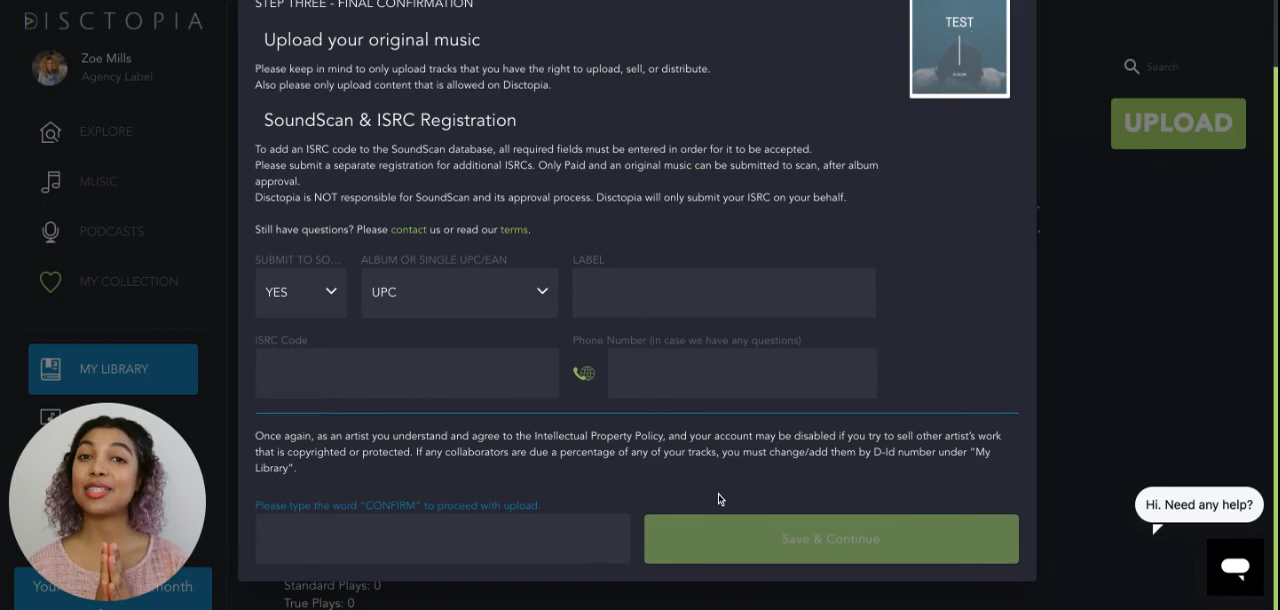 DISCTOPIA
Zoe Mills
Agency Label
EXPLORE
MUSIC
PODCASTS
MY COLLECTION
MY LIBRARY
STEP THREE - FINAL CONFIRMATION
Upload your original music
Please keep in mind to only upload tracks that you have the right to upload, sell, or distribute.
Also please only upload content that is allowed on Disctopia.
TEST
SoundScan & ISRC Registration
To add an ISRC code to the SoundScan database, all required fields must be entered in order for it to be accepted.
Please submit a separate registration for additional ISRCs. Only Paid and an original music can be submitted to scan, after album
approval.
Disctopia is NOT responsible for SoundScan and its approval process. Disctopia will only submit your ISRC on your behalf.
Still have questions? Please contact us or read our terms.
SUBMIT TO SO... ALBUM OR SINGLE UPC/EAN LABEL
YES UPC
ISRC Code Phone Number (in case we have any questions)
Once again, as an artist you understand and agree to the Intellectual Property Policy, and your account may be disabled if you try to sell other artist's work
that is copyrighted or protected. If any collaborators are due a percentage of any of your tracks, you must change/add them by D-Id number under "My
Library".
Please type the word "CONFIRM" to proceed with upload.
Save & Continue
You month
Standard Plays: 0
True Plays: 0
Search
UPLOAD
Hi. Need any help?